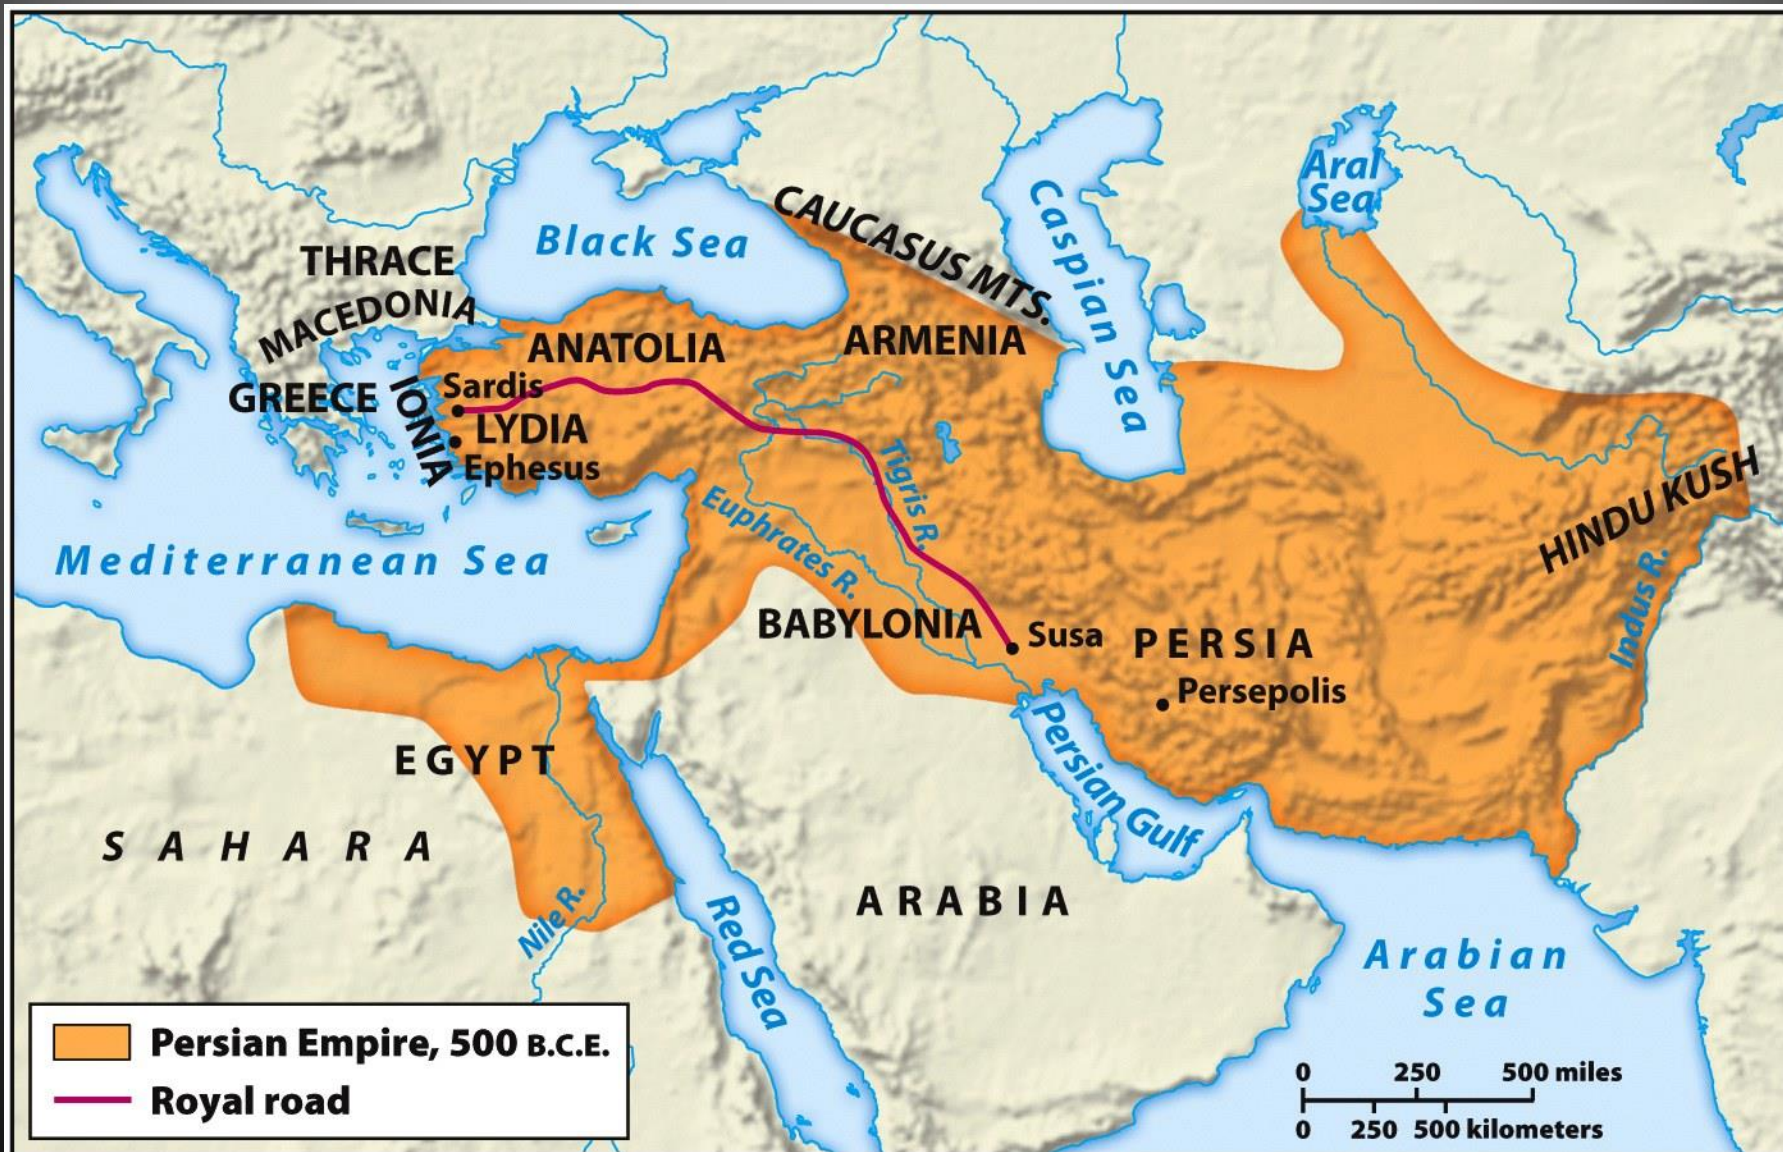 Aral
Sea
CAUCASUS MTS.
Caspian Sea
Black Sea
THRACE
MACEDONIA
ANATOLIA
ARMENIA
GREECE
IONIA
Sardis
LYDIA
Ephesus
Tigris R.
Euphrates R.
HINDU KUSH
Indus R.
Mediterranean Sea
BABYLONIA
Susa
PERSIA
Persepolis
Persian Gulf
EGYPT
SAHARA
Nile R.
Red Sea
ARABIA
Arabian
Sea
Persian Empire, 500 B.C.E.
Royal road
0 250 500 miles
0 250 500 kilometers